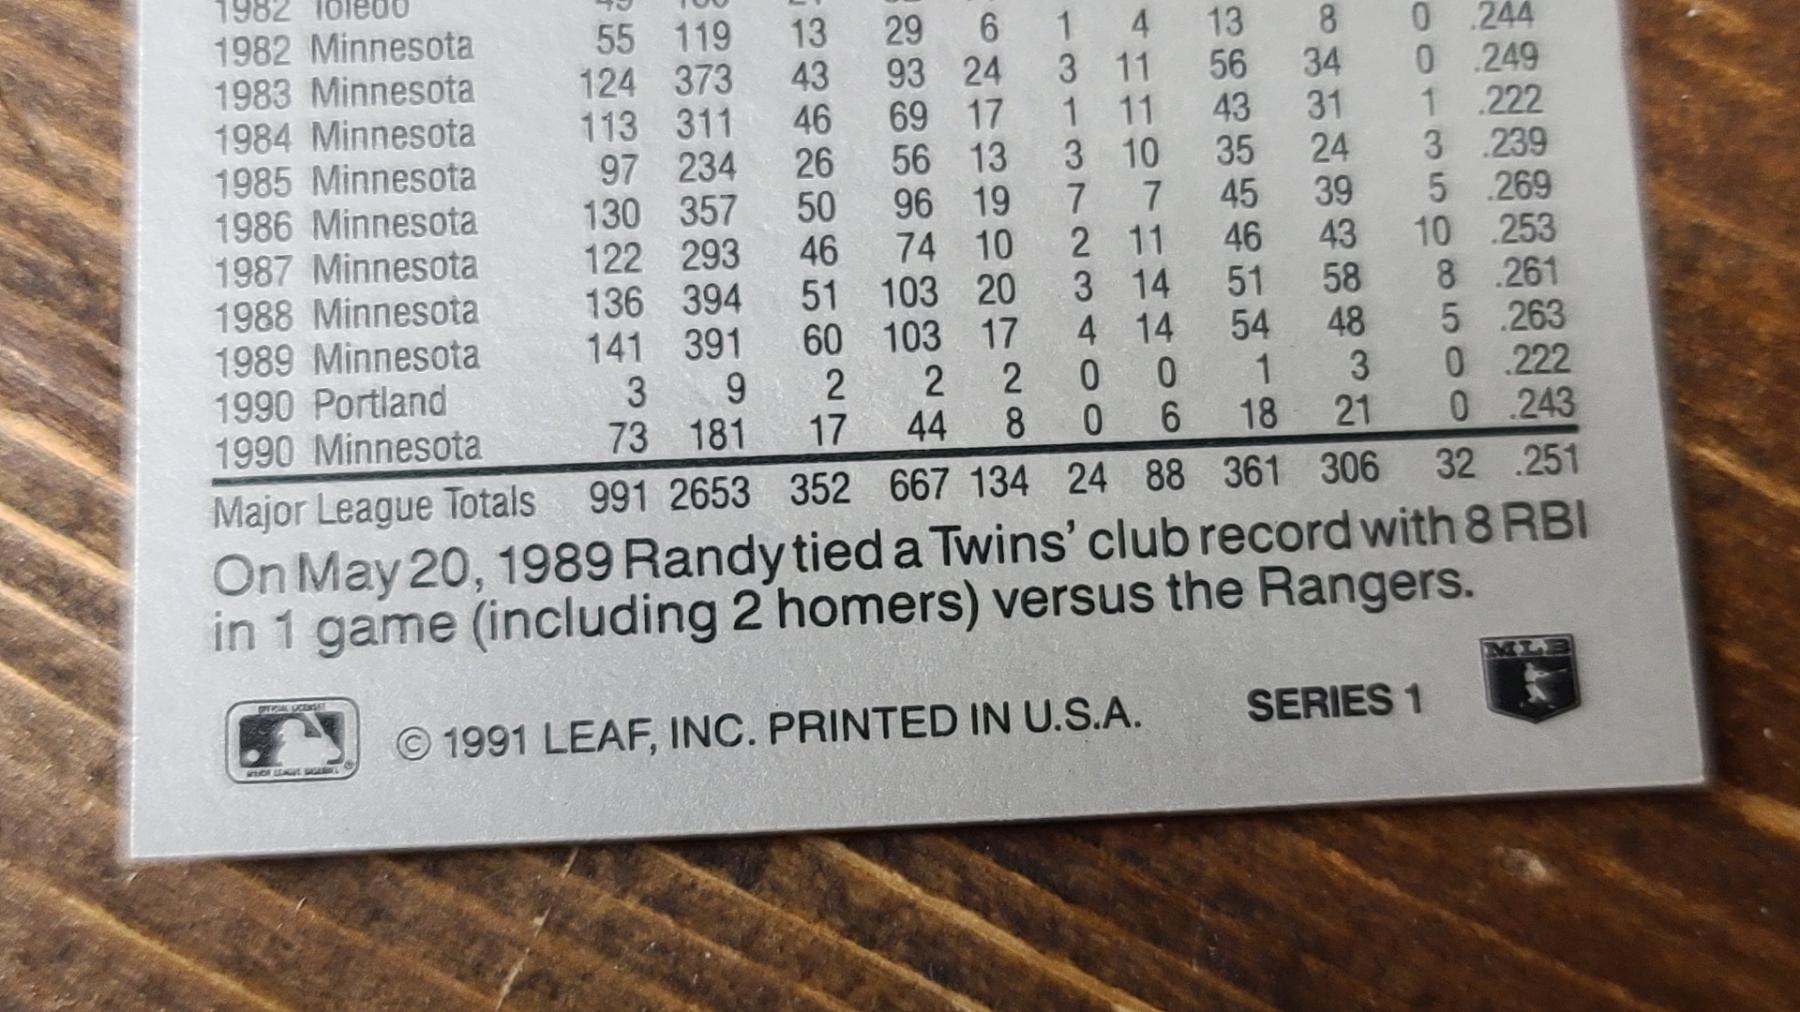 1982 Toledo
1982 Minnesota 55 119 13 29 6 1 4 13 8 0 .244
1983 Minnesota 124 373 43 93 24 3 11 56 34 0 .249
1984 Minnesota 113 311 46 69 17 1 11 43 31 1 .222
1985 Minnesota 97 234 26 56 13 3 10 35 24 3 .239
1986 Minnesota 130 357 50 96 19 7 7 45 39 5 .269
1987 Minnesota 122 293 46 74 10 2 11 46 43 10 .253
1988 Minnesota 136 394 51 103 20 3 14 51 58 8 .261
1989 Minnesota 141 391 60 103 17 4 14 54 48 5 .263
1990 Portland 3 9 2 2 2 0 0 1 3 0 .222
1990 Minnesota 73 181 17 44 8 0 6 18 21 0 .243
Major League Totals 991 2653 352 667 134 24 88 361 306 32 .251
On May 20, 1989 Randy tied a Twins' club record with 8 RBI
in 1 game (including 2 homers) versus the Rangers.
MLB
OFFICIAL LICENSEE
MAJOR LEAGUE BASEBALL ®
© 1991 LEAF, INC. PRINTED IN U.S.A. SERIES 1